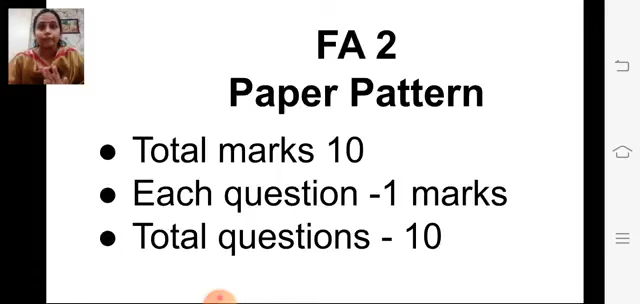 FA 2
Paper Pattern
● Total marks 10
● Each question -1 marks
● Total questions - 10